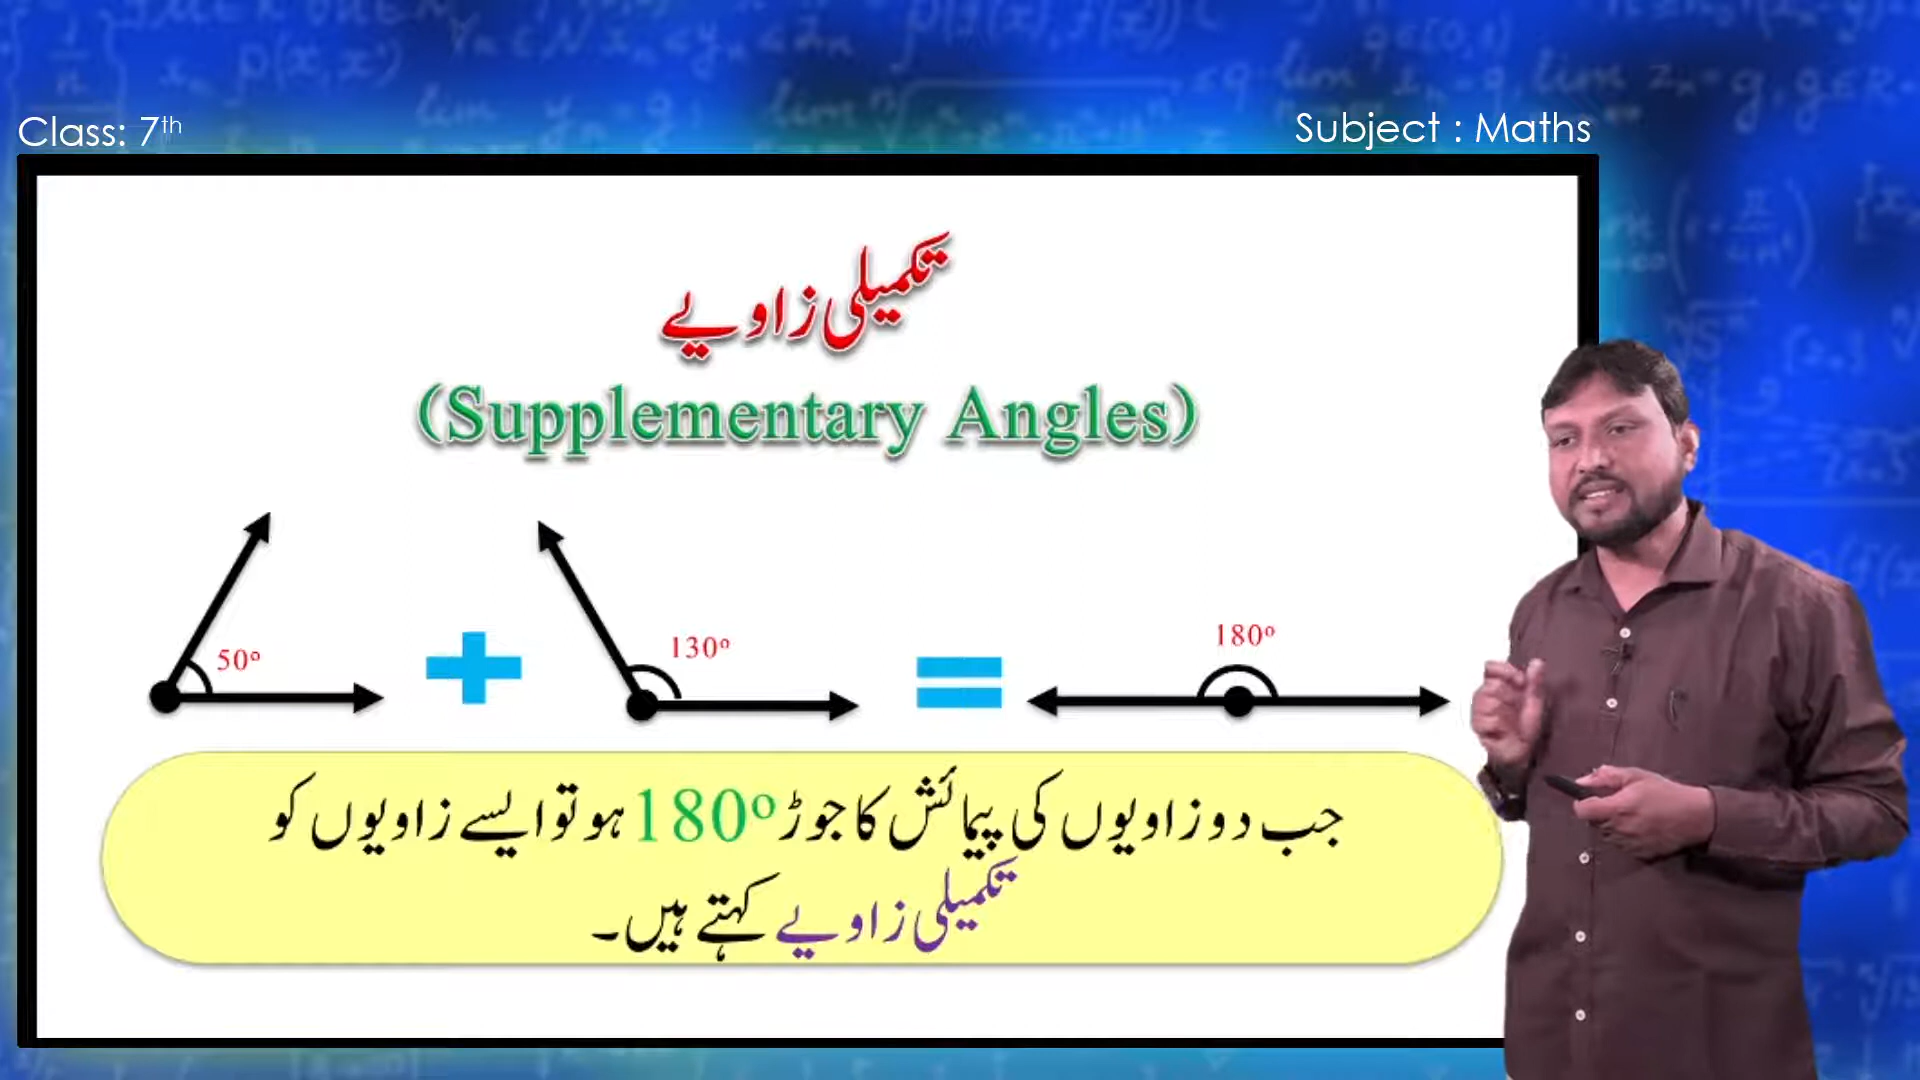 Class: 7th
Subject : Maths
تکمیلی زاویے
(Supplementary Angles)
50°
130°
180°
جب دو زاویوں کی پیمائش کا جوڑ 180° ہو تو ایسے زاویوں کو
تکمیلی زاویے کہتے ہیں۔